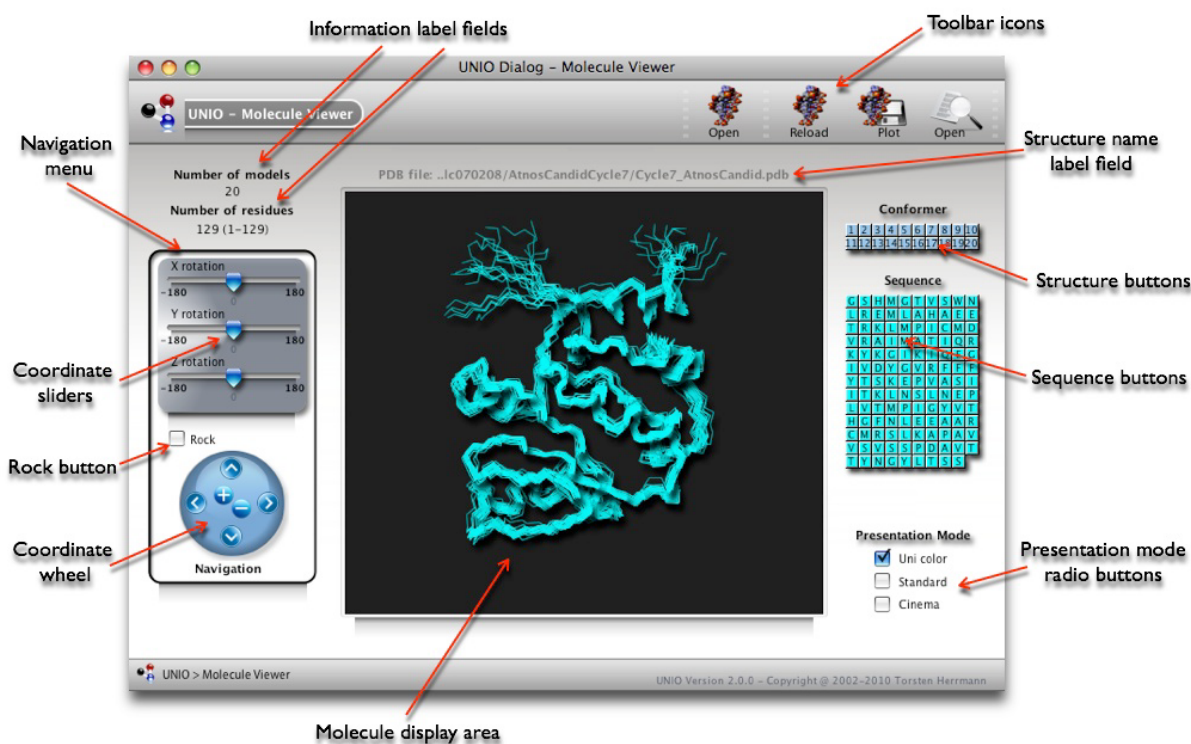 Information label fields
Toolbar icons
UNIO Dialog – Molecule Viewer
UNIO – Molecule Viewer
Open
Reload
Plot
Open
Navigation
menu
Structure name
label field
Number of models
20
Number of residues
129 (1-129)
PDB file: ..lc070208/AtnosCandidCycle7/Cycle7_AtnosCandid.pdb
Conformer
1 2 3 4 5 6 7 8 9 10
11 12 13 14 15 16 17 18 19 20
Structure buttons
X rotation
-180 0 180
Y rotation
-180 0 180
Z rotation
-180 0 180
Coordinate
sliders
Sequence
G S H M G T V S W N
L R E M L A H A E E
T R K L M P I C M D
V R A I M A T I Q R
K Y K G I K I Q E G
I V D Y G V R F F F
Y T S K E P V A S I
I T K L N S L N E P
L V T M P I G Y V T
H G F N L E E A A R
C M R S L K A P A V
V S V S S P D A V T
T Y N G Y L T S S
Sequence buttons
Rock
Rock button
Coordinate
wheel
Navigation
Presentation Mode
Uni color
Standard
Cinema
Presentation mode
radio buttons
UNIO > Molecule Viewer
UNIO Version 2.0.0 – Copyright @ 2002-2010 Torsten Herrmann
Molecule display area